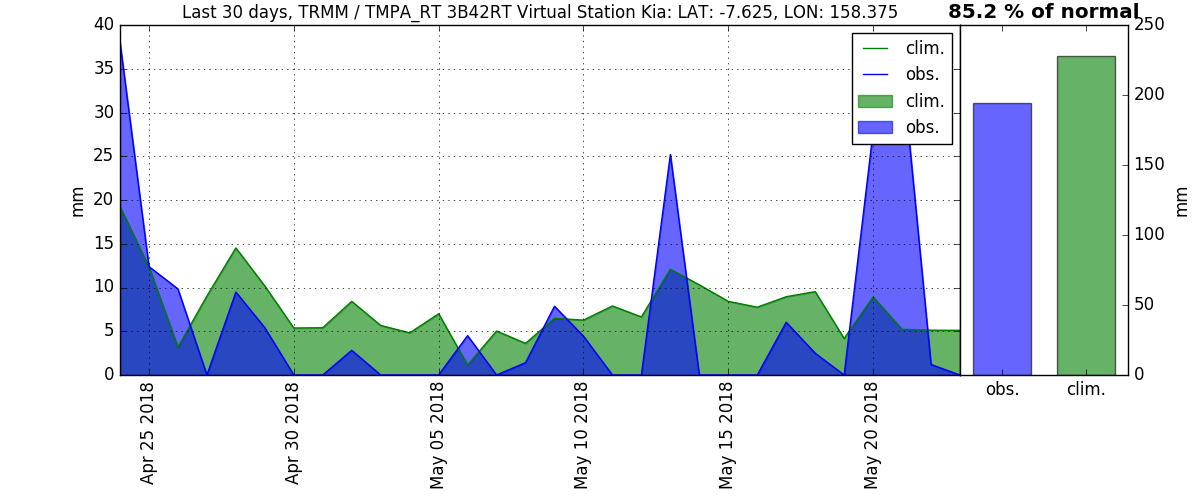 Last 30 days, TRMM / TMPA_RT 3B42RT Virtual Station Kia: LAT: -7.625, LON: 158.375
85.2 % of normal
40
35
30
25
20
15
10
5
0
mm
clim.
obs.
clim.
obs.
250
200
150
100
50
0
mm
obs.
clim.
Apr 25 2018
Apr 30 2018
May 05 2018
May 10 2018
May 15 2018
May 20 2018